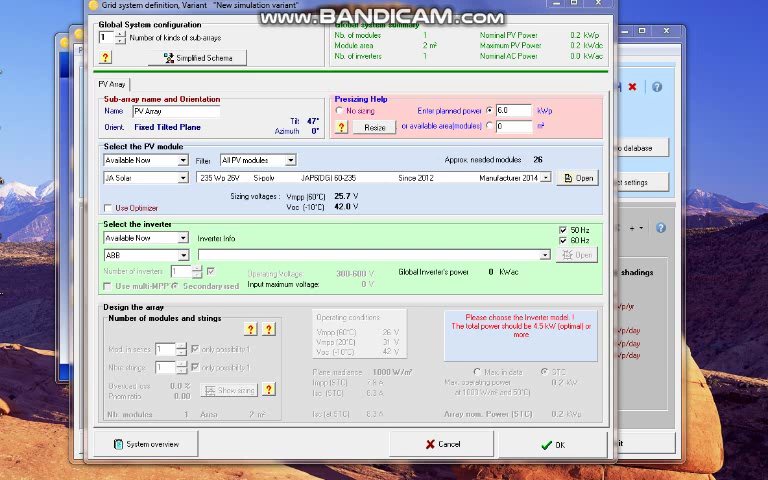 Grid system definition, Variant "New simulation variant"
www.BANDICAM.com
Global System configuration
1 Number of kinds of sub-arrays
? Simplified Schema
Global system summary
Nb. of modules 1 Nominal PV Power 0.2 kWp
Module area 2 m² Maximum PV Power 0.2 kWdc
Nb. of inverters 1 Nominal AC Power 0.0 kWac
PV Array
Sub-array name and Orientation
Name PV Array
Orient. Fixed Tilted Plane
Tilt 47°
Azimuth 0°
Presizing Help
No sizing Enter planned power 6.0 kWp
? Resize or available area(modules) 0 m²
Select the PV module
Available Now Filter All PV modules Approx. needed modules 26
JA Solar 235 Wp 26V Si-poly JAP6(DG) 60-235 Since 2012 Manufacturer 2014 Open
Sizing voltages : Vmpp (60°C) 25.7 V
Use Optimizer Voc (-10°C) 42.0 V
Select the inverter
50 Hz
Available Now Inverter Info 60 Hz
ABB Open
Number of inverters 1 Operating Voltage: 300-600 V Global Inverter's power 0 kWac
Use multi-MPP Secondary ised Input maximum voltage: 0 V
Design the array
Number of modules and strings
? ?
Mod. in series 1 only possibility 1
Nbre strings 1 only possibility 1
Overload loss 0.0 %
Pnom ratio 0.00 Show sizing ?
Nb. modules 1 Area 2 m²
Operating conditions
Vmpp (60°C) 26 V
Vmpp (20°C) 31 V
Voc (-10°C) 42 V
Plane irradiance 1000 W/m²
Impp (STC) 7.8 A
Isc (STC) 8.3 A
Isc (at STC) 8.3 A
Please choose the Inverter model. !
The total power should be 4.5 kW (optimal) or
more
Max. in data STC
Max. operating power 0.2 kW
at 1000 W/m² and 50°C)
Array nom. Power (STC) 0.2 kWp
System overview Cancel OK
o database
ct settings
shadings